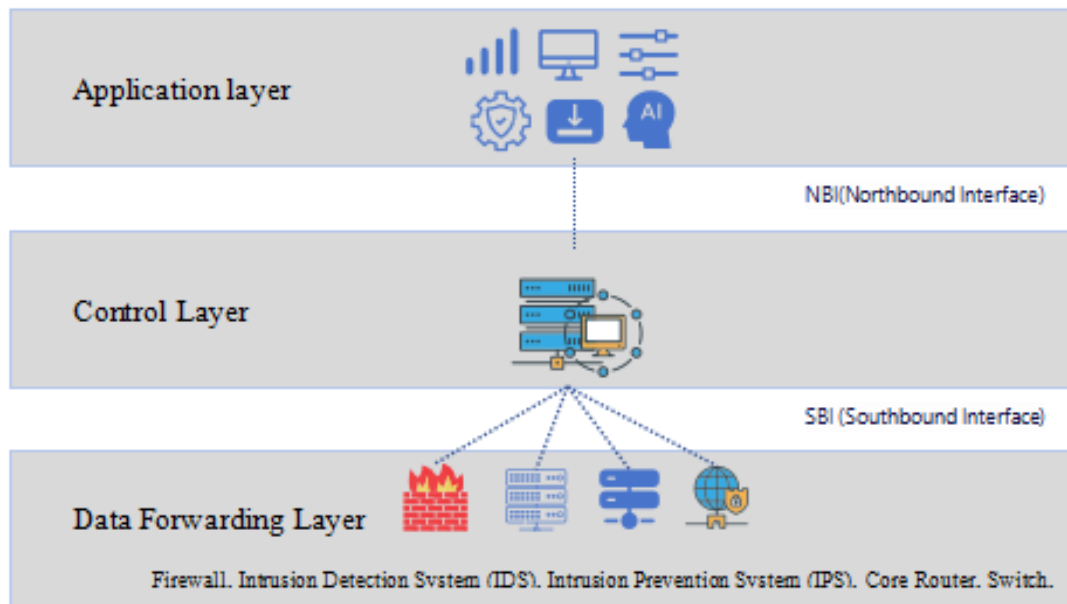 AI
Application layer
NBI(Northbound Interface)
Control Layer
SBI (Southbound Interface)
Data Forwarding Layer
Firewall, Intrusion Detection System (IDS), Intrusion Prevention System (IPS), Core Router, Switch.